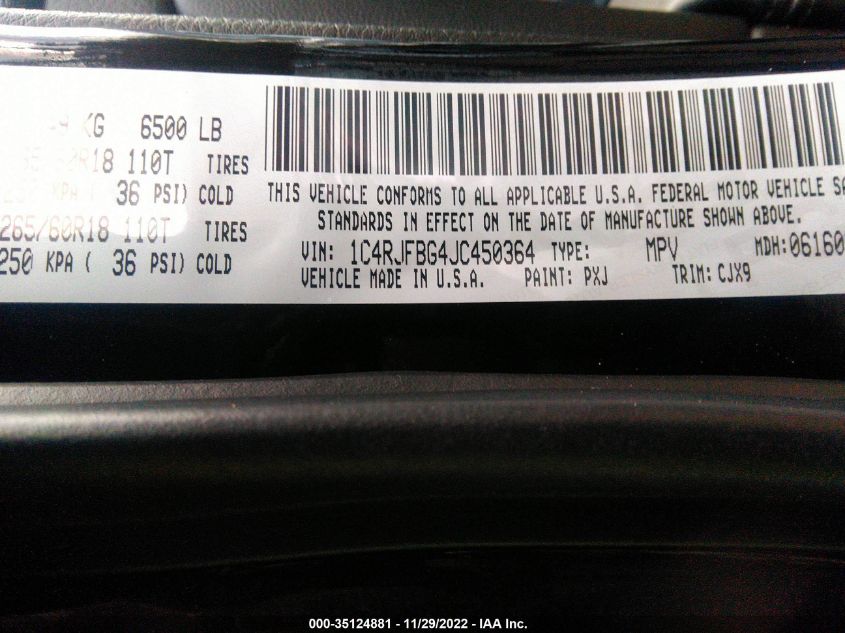 KG 6500 LB
110T TIRES
KPA ( 36 PSI) COLD
265/60R18 110T TIRES
250 KPA ( 36 PSI) COLD
THIS VEHICLE CONFORMS TO ALL APPLICABLE U.S.A. FEDERAL MOTOR VEHICLE SA
STANDARDS IN EFFECT ON THE DATE OF MANUFACTURE SHOWN ABOVE.
VIN: 1C4RJFBG4JC450364 TYPE: MPV MDH:06160
VEHICLE MADE IN U.S.A. PAINT: PXJ TRIM: CJX9
000-35124881 - 11/29/2022 - IAA Inc.